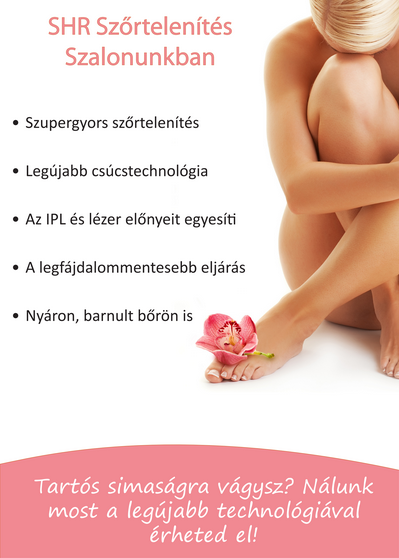 SHR Szőrtelenítés
Szalonunkban
• Szupergyors szőrtelenítés
• Legújabb csúcstechnológia
• Az IPL és lézer előnyeit egyesíti
• A legfájdalommentesebb eljárás
• Nyáron, barnult bőrön is
Tartós simaságra vágysz? Nálunk
most a legújabb technológiával
érheted el!